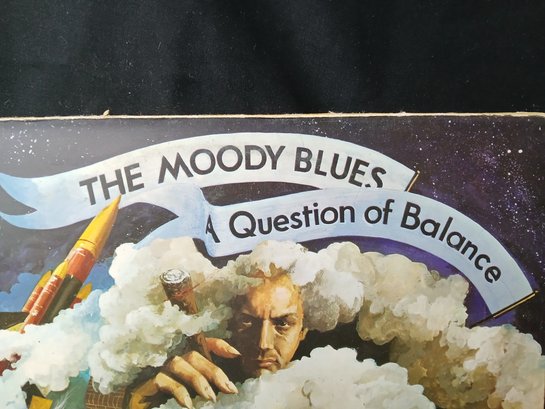 THE MOODY BLUES
A Question of Balance